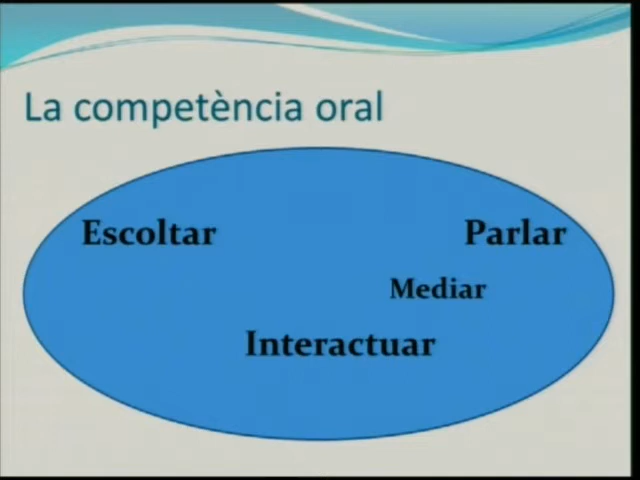 La competència oral
Escoltar
Parlar
Mediar
Interactuar